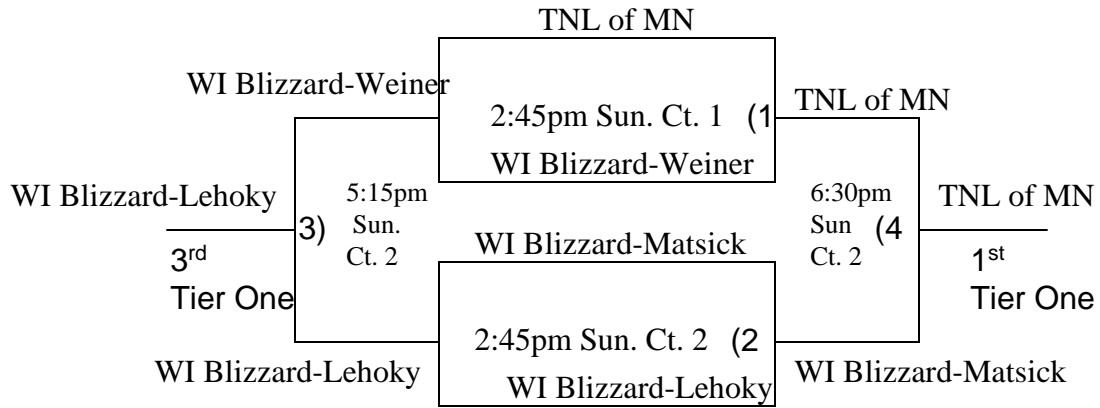 TNL of MN
WI Blizzard-Weiner
2:45pm Sun. Ct. 1 (1
TNL of MN
WI Blizzard-Weiner
WI Blizzard-Lehoky
3)
5:15pm
Sun.
Ct. 2
6:30pm
Sun (4
Ct. 2
TNL of MN
WI Blizzard-Matsick
3rd
Tier One
1st
Tier One
2:45pm Sun. Ct. 2 (2
WI Blizzard-Lehoky
WI Blizzard-Lehoky
WI Blizzard-Matsick